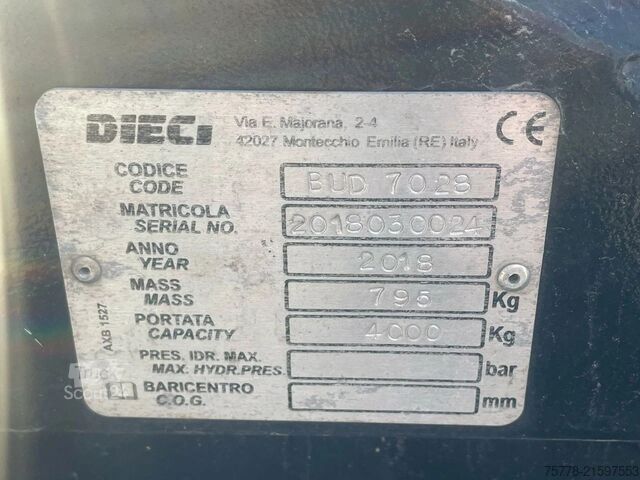 DIECI
Via E. Majorana, 2-4
42027 Montecchio Emilia (RE) Italy
CE
CODICE
CODE
BUD 7028
MATRICOLA
SERIAL NO.
2018030024
ANNO
YEAR
2018
MASS
MASS
795 Kg
PORTATA
CAPACITY
4000 Kg
PRES. IDR. MAX.
MAX. HYDR.PRES.
bar
BARICENTRO
C.O.G.
mm
AXB 1527
Truck
Scout24
75778-21597553